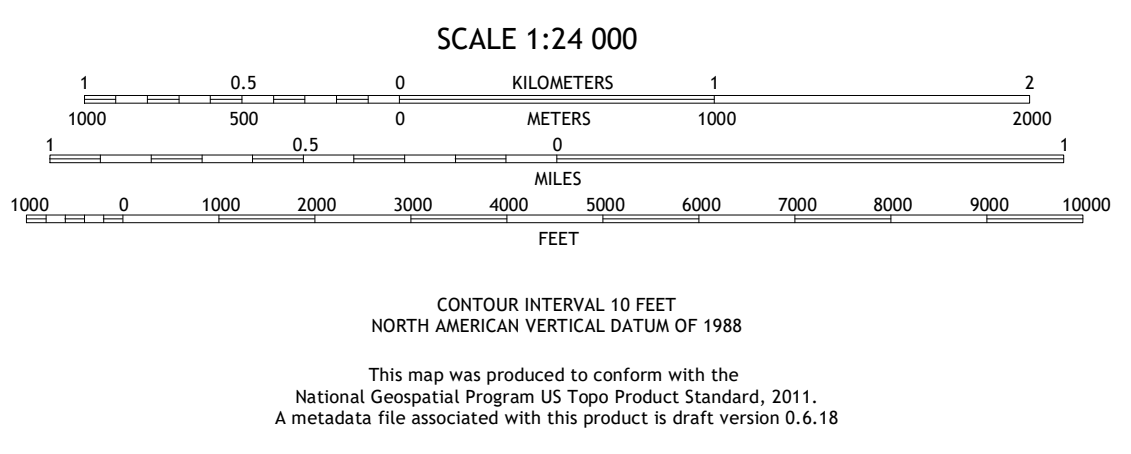 SCALE 1:24 000
1 0.5 0 KILOMETERS 1 2
1000 500 0 METERS 1000 2000
1 0.5 0 1
MILES
1000 0 1000 2000 3000 4000 5000 6000 7000 8000 9000 10000
FEET
CONTOUR INTERVAL 10 FEET
NORTH AMERICAN VERTICAL DATUM OF 1988
This map was produced to conform with the
National Geospatial Program US Topo Product Standard, 2011.
A metadata file associated with this product is draft version 0.6.18